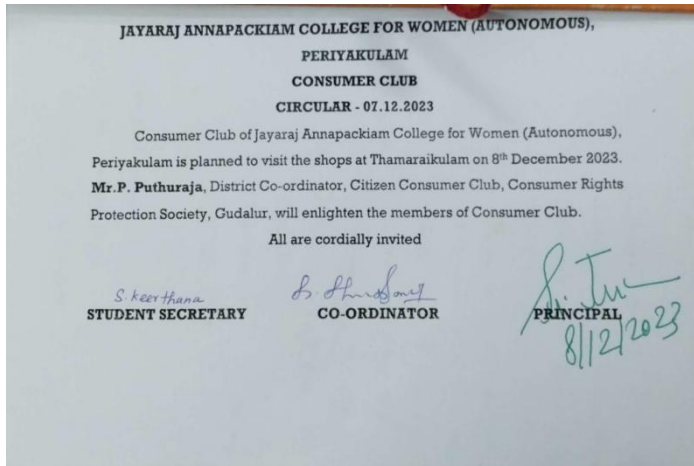 JAYARAJ ANNAPACKIAM COLLEGE FOR WOMEN (AUTONOMOUS),
PERIYAKULAM
CONSUMER CLUB
CIRCULAR - 07.12.2023
Consumer Club of Jayaraj Annapackiam College for Women (Autonomous),
Periyakulam is planned to visit the shops at Thamaraikulam on 8th December 2023.
Mr.P. Puthuraja, District Co-ordinator, Citizen Consumer Club, Consumer Rights
Protection Society, Gudalur, will enlighten the members of Consumer Club.
All are cordially invited
S. Keerthana
STUDENT SECRETARY CO-ORDINATOR PRINCIPAL
8/12/2023